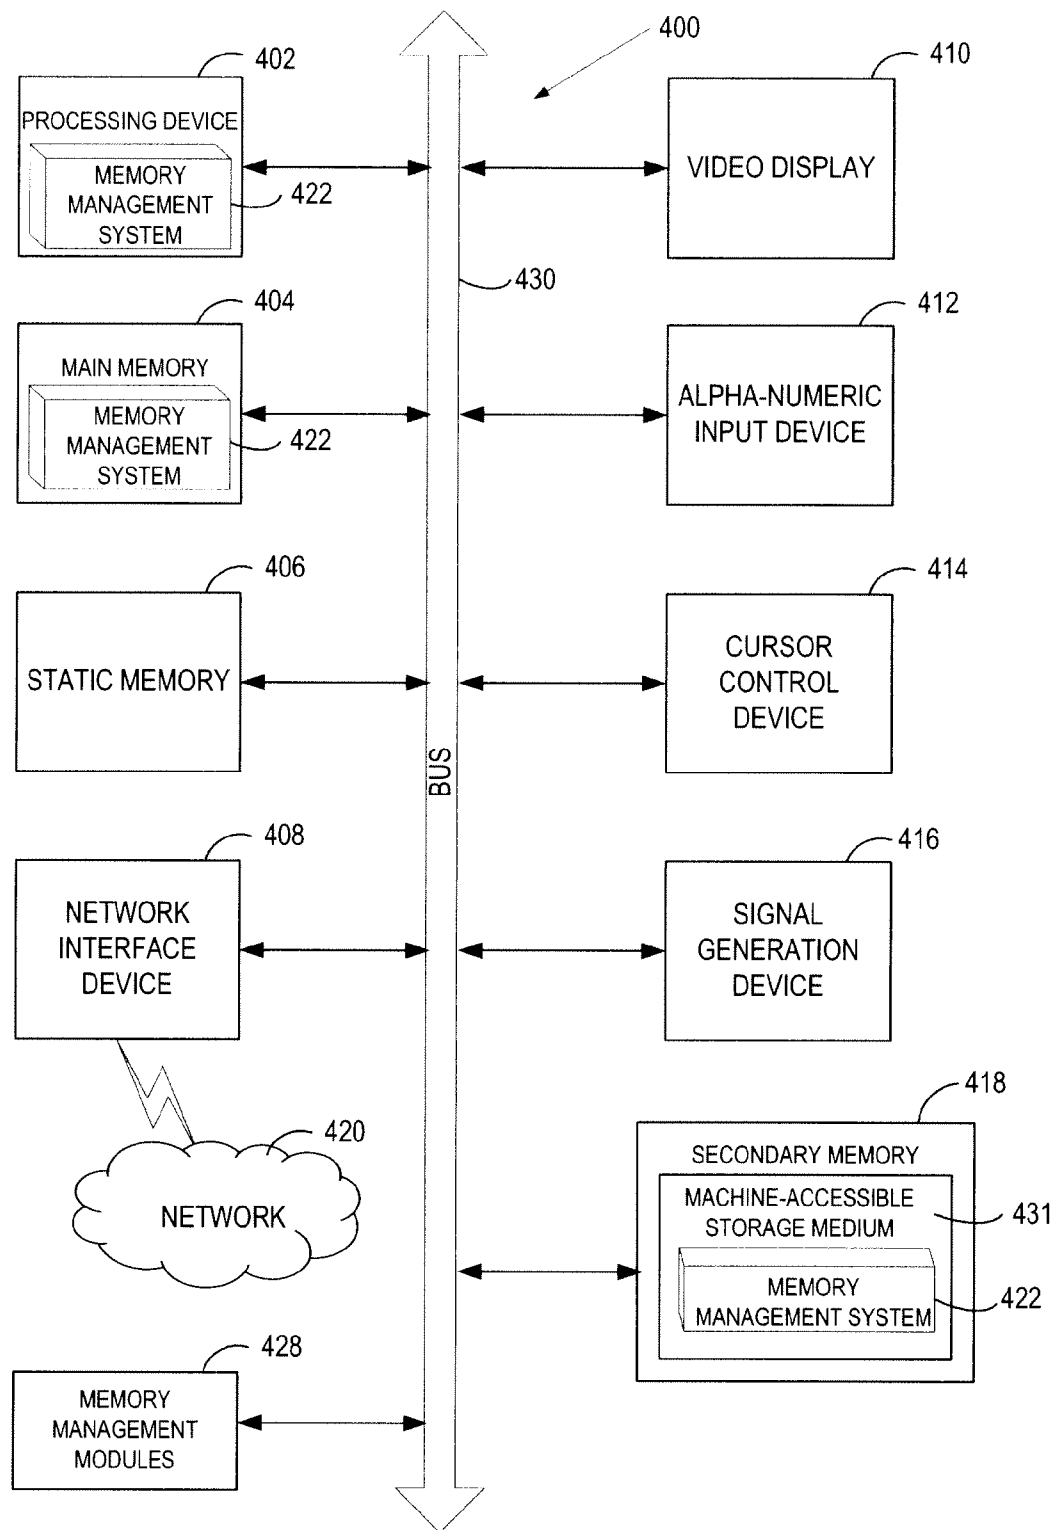 400
402
PROCESSING DEVICE
MEMORY
MANAGEMENT
SYSTEM
422
410
VIDEO DISPLAY
430
404
MAIN MEMORY
MEMORY
MANAGEMENT
SYSTEM
422
412
ALPHA-NUMERIC
INPUT DEVICE
406
STATIC MEMORY
414
CURSOR
CONTROL
DEVICE
BUS
408
NETWORK
INTERFACE
DEVICE
416
SIGNAL
GENERATION
DEVICE
420
NETWORK
418
SECONDARY MEMORY
MACHINE-ACCESSIBLE
STORAGE MEDIUM
431
MEMORY
MANAGEMENT SYSTEM
422
428
MEMORY
MANAGEMENT
MODULES